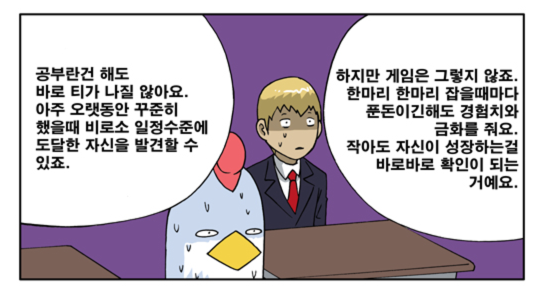 공부란건 해도
바로 티가 나질 않아요.
아주 오랫동안 꾸준히
했을때 비로소 일정수준에
도달한 자신을 발견할 수
있죠.
하지만 게임은 그렇지 않죠.
한마리 한마리 잡을때마다
푼돈이긴해도 경험치와
금화를 줘요.
작아도 자신이 성장하는걸
바로바로 확인이 되는
거예요.